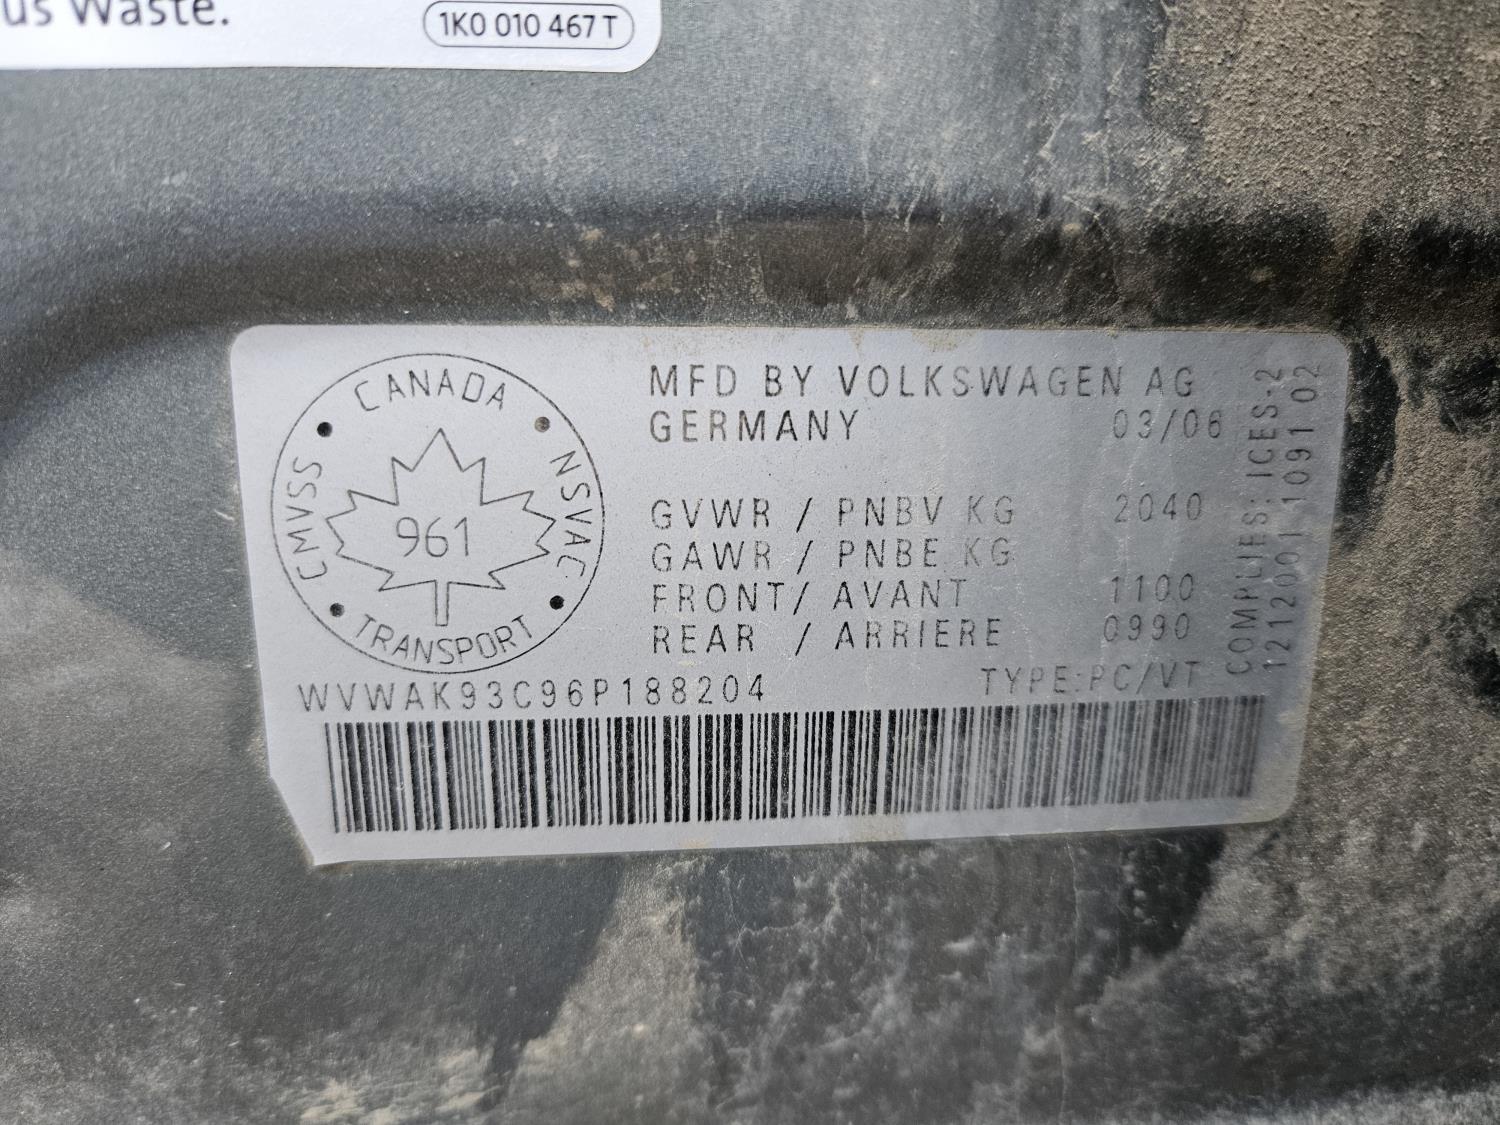 us Waste.
1K0 010 467 T
CANADA
CMVSS
NSVAC
961
TRANSPORT
MFD BY VOLKSWAGEN AG
GERMANY 03/06
GVWR / PNBV KG 2040
GAWR / PNBE KG
FRONT/ AVANT 1100
REAR / ARRIERE 0990
WVWAK93C96P188204 TYPE:PC/VT
COMPLIES: ICES-2
1212001 1091 02